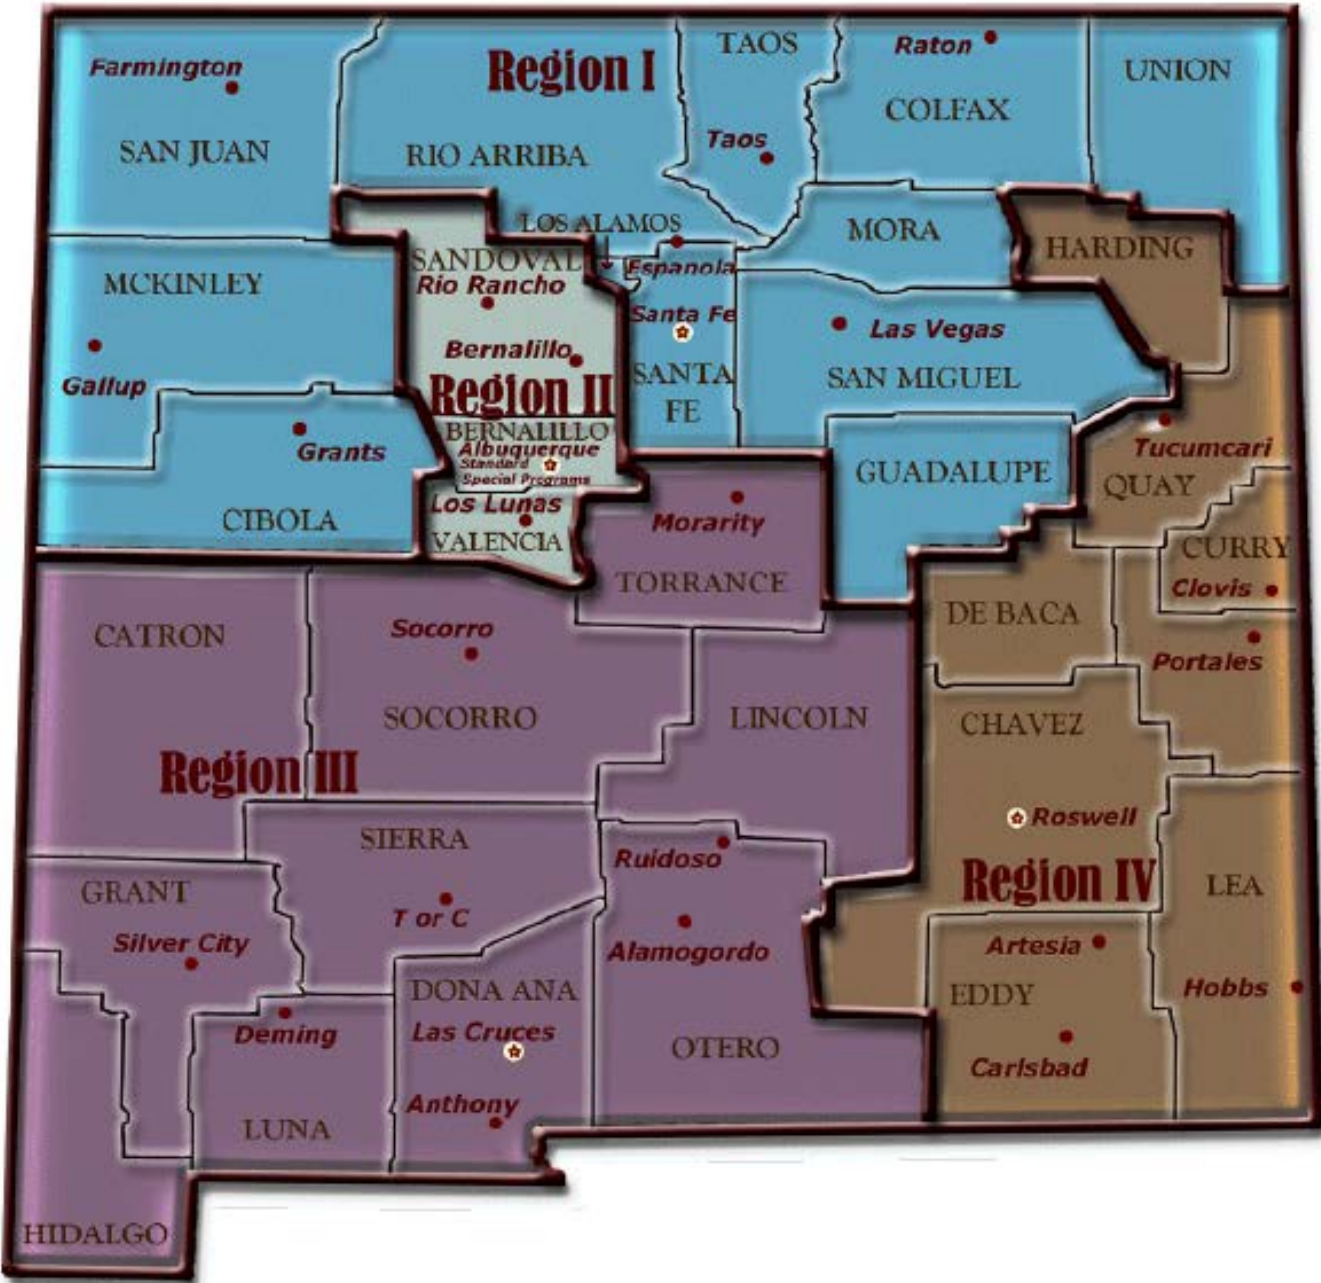 TAOS
Raton
Farmington
Region I
UNION
COLFAX
Taos
SAN JUAN
RIO ARRIBA
LOS ALAMOS
MORA
HARDING
SANDOVAL
Espanola
MCKINLEY
Rio Rancho
Santa Fe
Las Vegas
Bernalillo
Gallup
SANTA
FE
SAN MIGUEL
Region II
BERNALILLO
Albuquerque
Standard
Special Programs
Grants
Tucumcari
GUADALUPE
QUAY
Los Lunas
CIBOLA
Morarity
VALENCIA
CURRY
TORRANCE
Clovis
DE BACA
CATRON
Socorro
Portales
SOCORRO
LINCOLN
CHAVEZ
Region III
Roswell
SIERRA
Ruidoso
Region IV
LEA
GRANT
T or C
Silver City
Alamogordo
Artesia
DONA ANA
EDDY
Hobbs
Deming
Las Cruces
OTERO
Carlsbad
Anthony
LUNA
HIDALGO